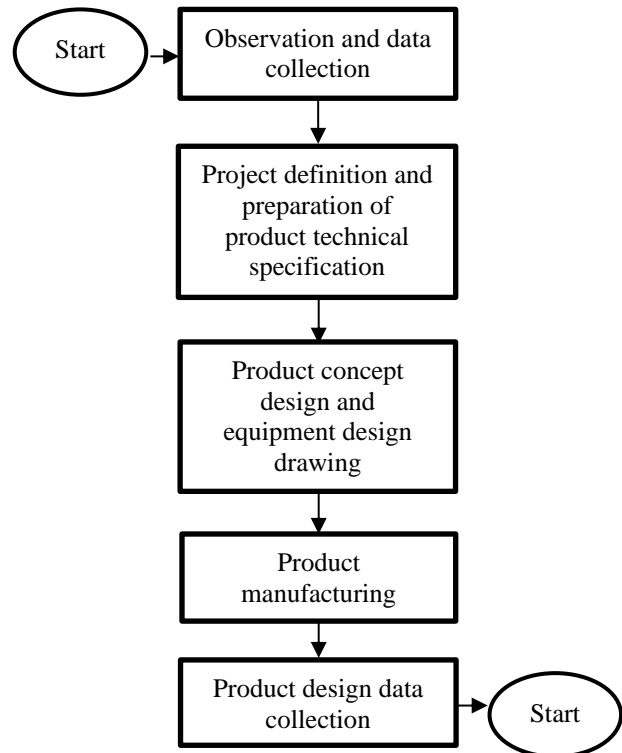 Start
Observation and data
collection
Project definition and
preparation of
product technical
specification
Product concept
design and
equipment design
drawing
Product
manufacturing
Product design data
collection
Start